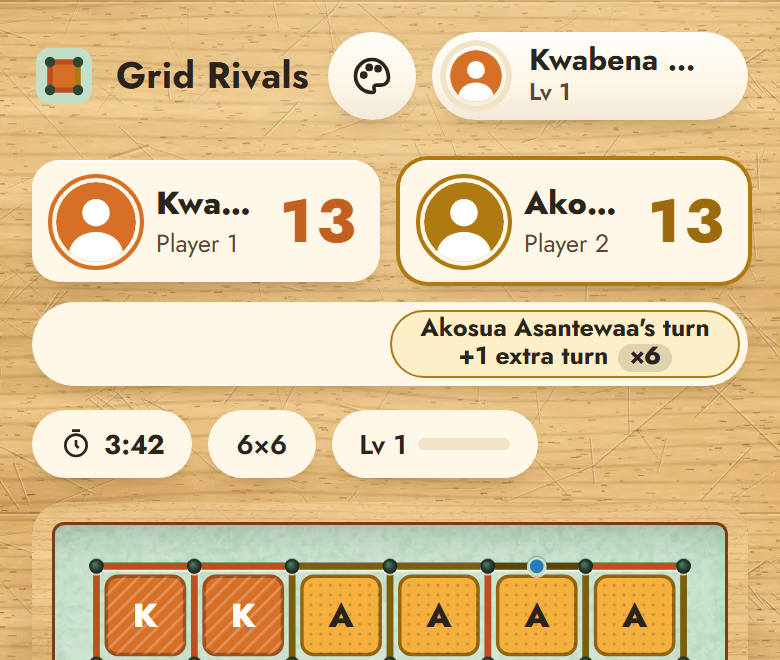 Grid Rivals
Kwabena ...
Lv 1
Kwa...
Player 1
13
Ako...
Player 2
13
Akosua Asantewaa's turn
+1 extra turn ×6
3:42
6×6
Lv 1
K K A A A A